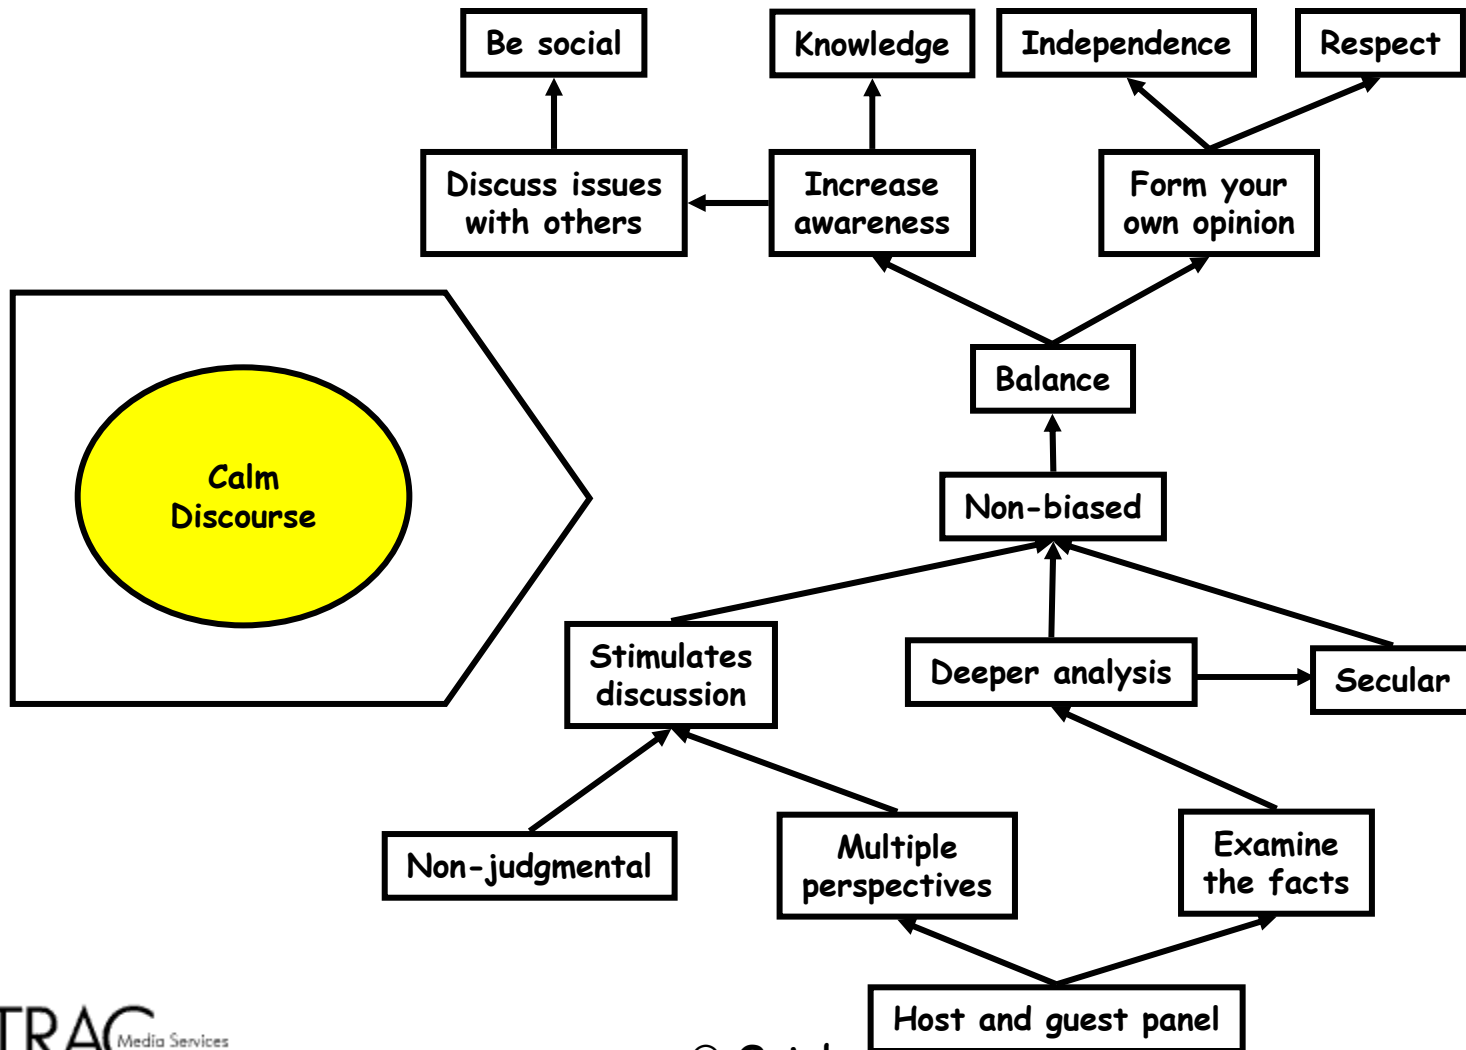 Be social
Knowledge
Independence
Respect
Discuss issues
with others
Increase
awareness
Form your
own opinion
Balance
Calm
Discourse
Non-biased
Stimulates
discussion
Deeper analysis
Secular
Non-judgmental
Multiple
perspectives
Examine
the facts
Host and guest panel
TRAC Media Services